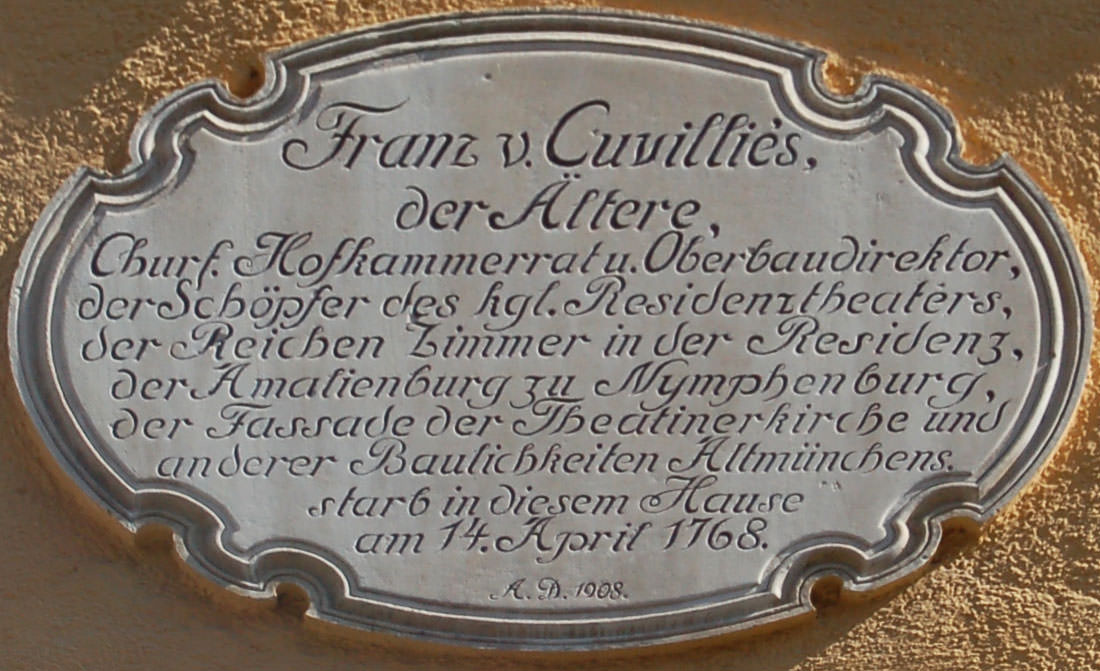 Franz v. Cuvilliés,
der Ältere,
Churf. Hofkammerrat u. Oberbaudirektor,
der Schöpfer des kgl. Residenztheaters,
der Reichen Zimmer in der Residenz,
der Amalienburg zu Nymphenburg,
der Fassade der Theatinerkirche und
anderer Baulichkeiten Altmünchens.
starb in diesem Hause
am 14. April 1768.
A. D. 1908.